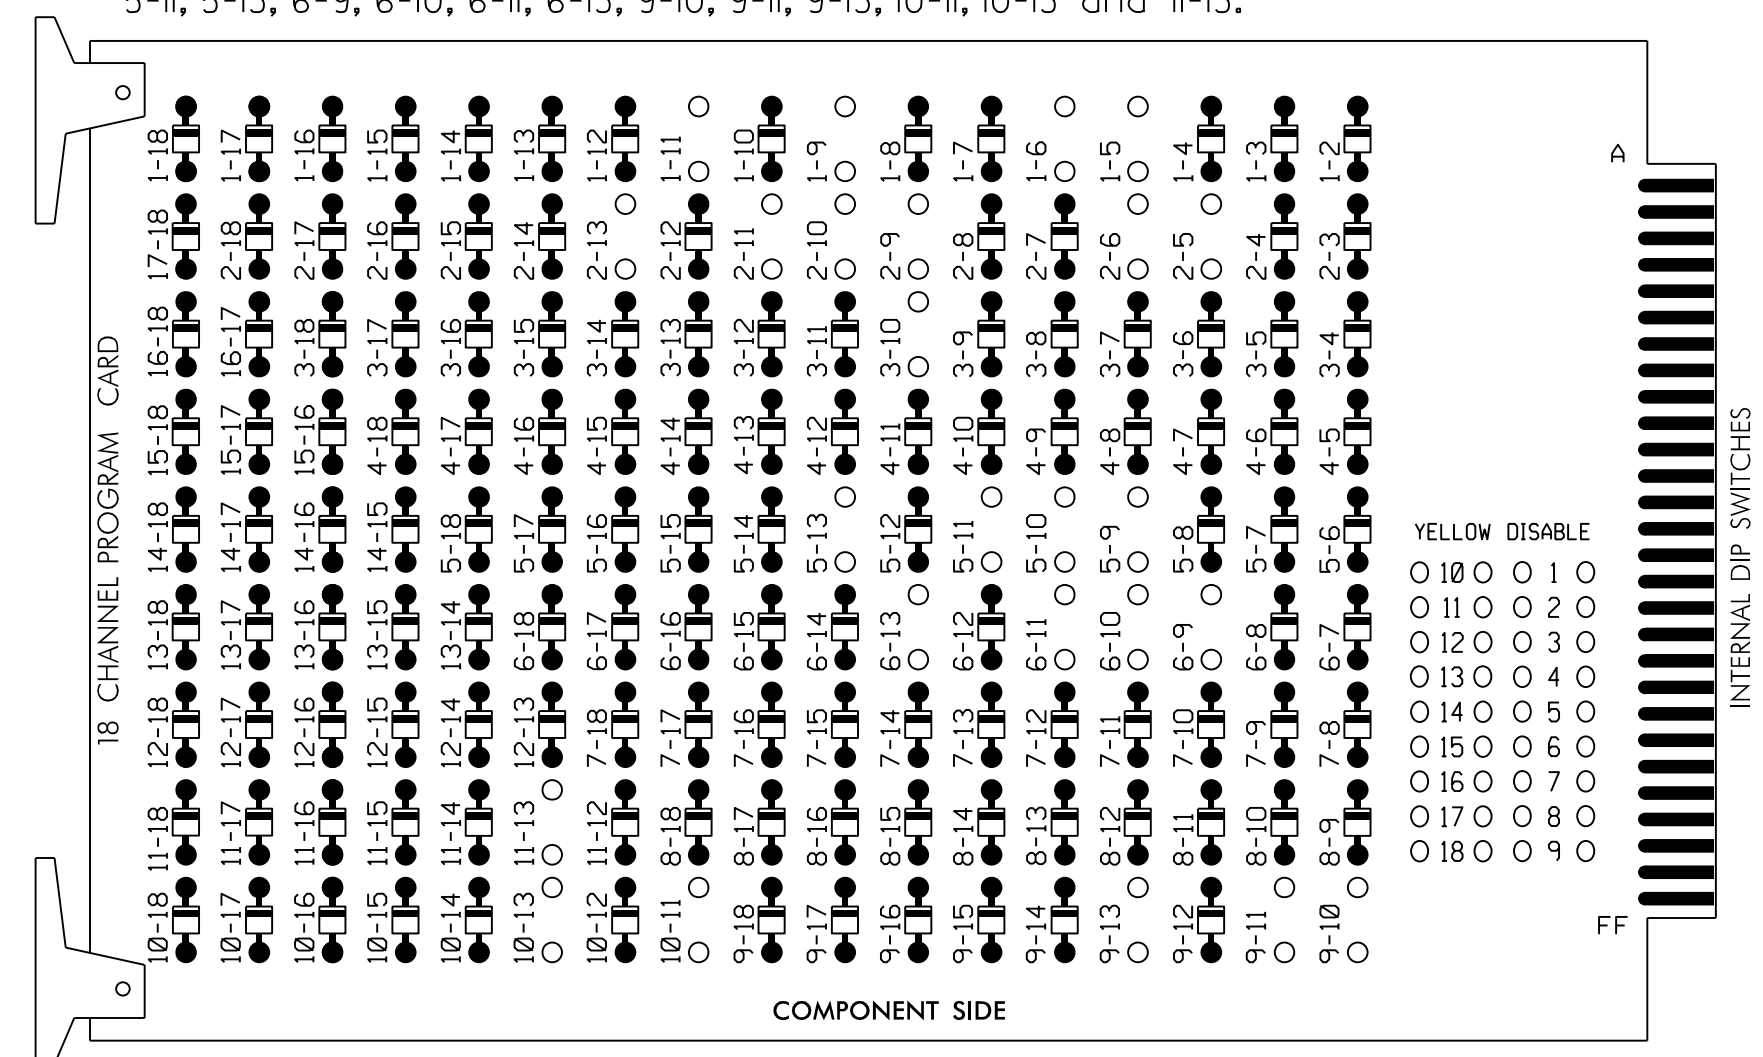 5-11, 5-13, 6-9, 6-10, 6-11, 6-13, 9-10, 9-11, 9-13, 10-11, 10-13 and 11-13.
1-18 1-17 1-16 1-15 1-14 1-13 1-12 1-11 1-10 1-9 1-8 1-7 1-6 1-5 1-4 1-3 1-2
A
17-18 2-18 2-17 2-16 2-15 2-14 2-13 2-12 2-11 2-10 2-9 2-8 2-7 2-6 2-5 2-4 2-3
16-18 16-17 3-18 3-17 3-16 3-15 3-14 3-13 3-12 3-11 3-10 3-9 3-8 3-7 3-6 3-5 3-4
15-18 15-17 15-16 4-18 4-17 4-16 4-15 4-14 4-13 4-12 4-11 4-10 4-9 4-8 4-7 4-6 4-5
14-18 14-17 14-16 14-15 5-18 5-17 5-16 5-15 5-14 5-13 5-12 5-11 5-10 5-9 5-8 5-7 5-6
13-18 13-17 13-15 13-15 13-14 6-18 6-17 6-16 6-15 6-14 6-13 6-12 6-11 6-10 6-9 6-8 6-7
12-18 12-17 12-16 12-15 12-14 12-13 7-18 7-17 7-16 7-15 7-14 7-13 7-12 7-11 7-10 7-9 7-8
11-18 11-17 11-16 11-15 11-14 11-13 11-12 8-18 8-17 8-16 8-15 8-14 8-13 8-12 8-11 8-10 8-9
10-18 10-17 10-16 10-15 10-14 10-13 10-12 10-11 9-18 9-17 9-16 9-15 9-14 9-13 9-12 9-11 9-10
18 CHANNEL PROGRAM CARD
YELLOW DISABLE
10 1
11 2
12 3
13 4
14 5
15 6
16 7
17 8
18 9
FF
INTERNAL DIP SWITCHES
COMPONENT SIDE